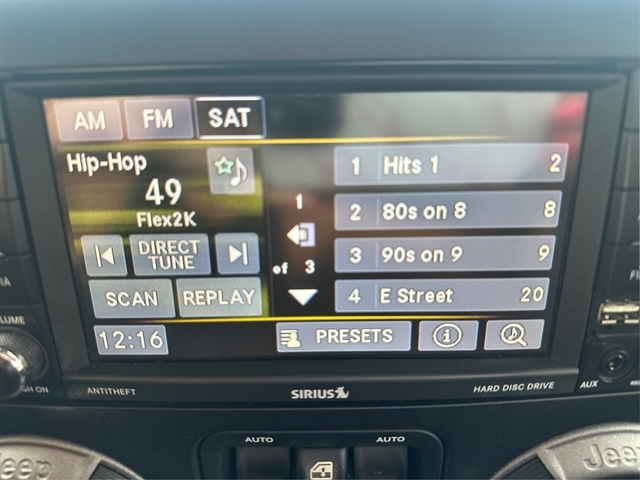 AM FM SAT
Hip-Hop
49
Flex2K
DIRECT
TUNE
SCAN REPLAY
12:16
1
of 3
1 Hits 1 2
2 80s on 8 8
3 90s on 9 9
4 E Street 20
PRESETS
i
ANTITHEFT
SIRIUS
HARD DISC DRIVE
AUX
AUTO AUTO
Jeep
Jeep